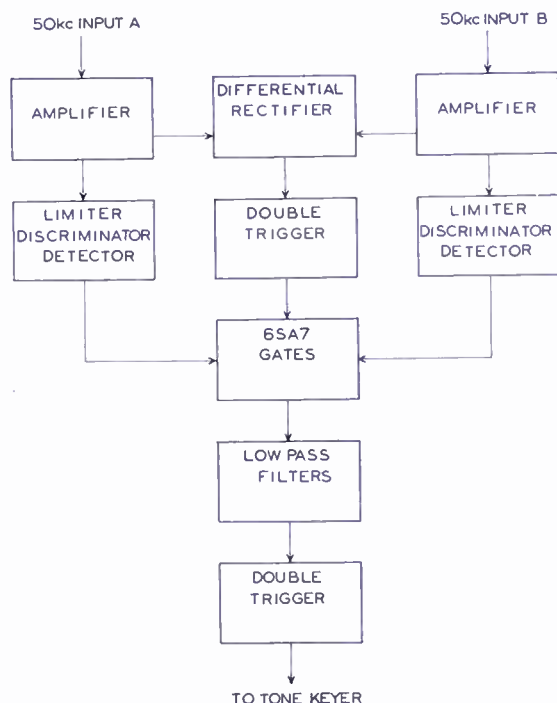 50kc INPUT A
50kc INPUT B
AMPLIFIER
DIFFERENTIAL
RECTIFIER
AMPLIFIER
LIMITER
DISCRIMINATOR
DETECTOR
DOUBLE
TRIGGER
LIMITER
DISCRIMINATOR
DETECTOR
6SA7
GATES
LOW PASS
FILTERS
DOUBLE
TRIGGER
TO TONE KEYER